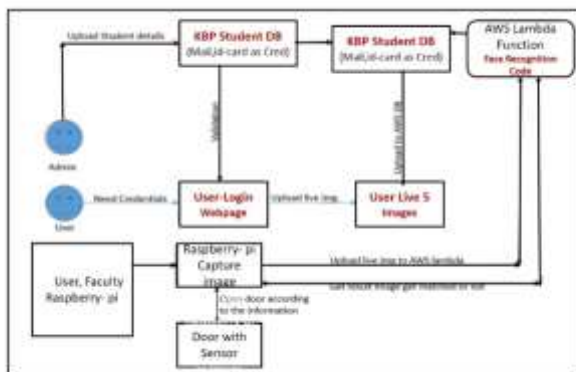 Upload Student details
KBP Student DB
(Mail,Id-card as Cred)
KBP Student DB
(Mail,Id-card as Cred)
AWS Lambda
Function
Face Recognition
Code
Validation
Upload to AWS DB
Admin
User
Need Credentials
User-Login
Webpage
Upload live img
User Live 5
Images
User, Faculty
Raspberry- pi
Raspberry- pi
Capture
image
Upload live img to AWS lambda
Get result image get matched or not
Open door according
to the information
Door with
Sensor